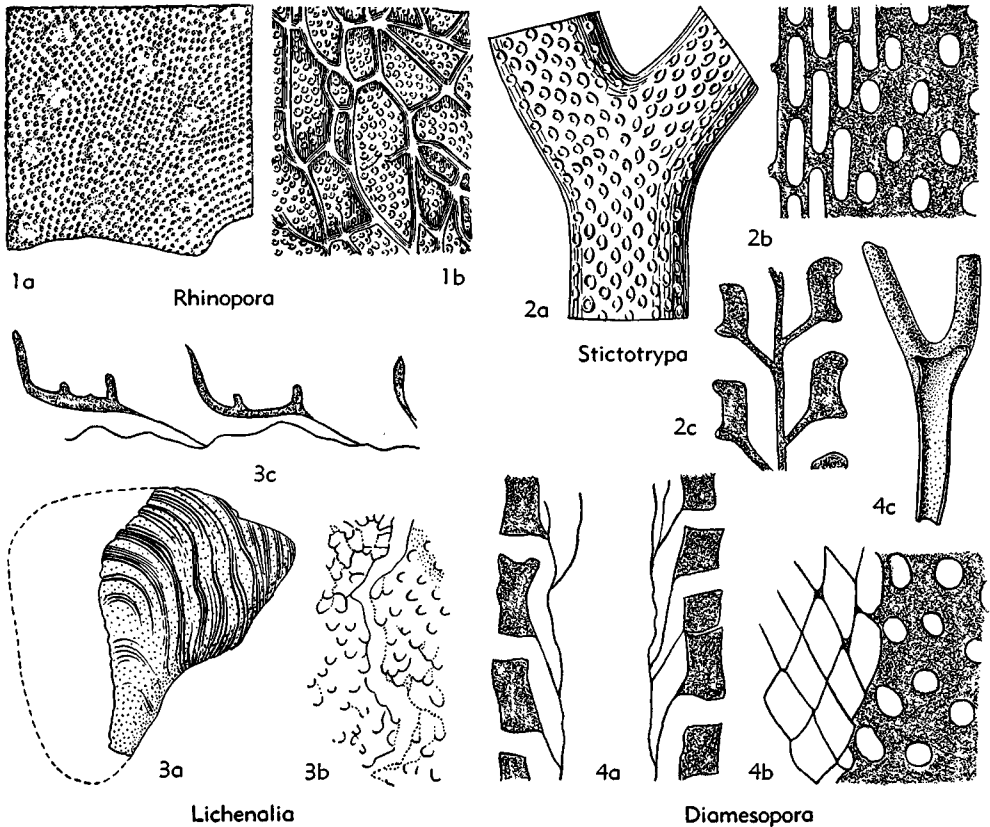 1a
Rhinopora
1b
2a
Stictotrypa
2b
2c
3c
4c
3a
3b
Lichenalia
4a
4b
Diamesopora